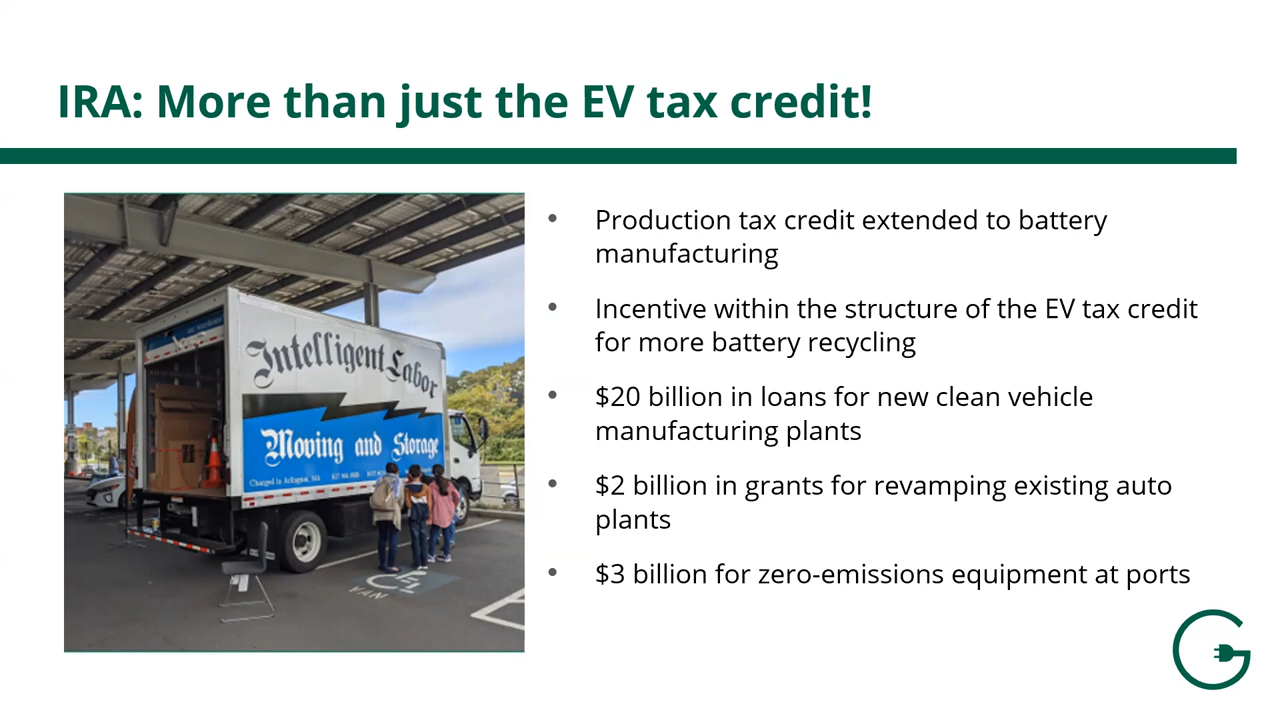 IRA: More than just the EV tax credit!
Intelligent Labor
Moving and Storage
Charged in Arlington, MA
VAN
• Production tax credit extended to battery
manufacturing
• Incentive within the structure of the EV tax credit
for more battery recycling
• $20 billion in loans for new clean vehicle
manufacturing plants
• $2 billion in grants for revamping existing auto
plants
• $3 billion for zero-emissions equipment at ports